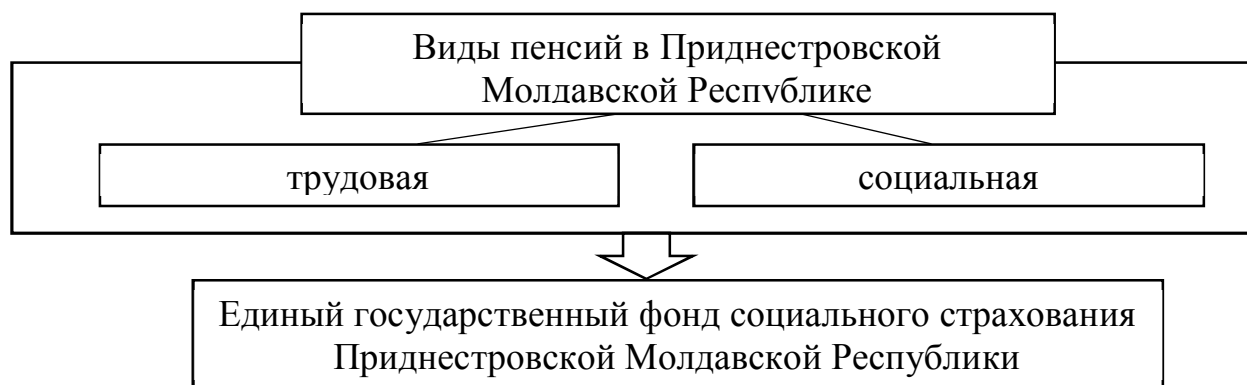 Виды пенсий в Приднестровской
Молдавской Республике
трудовая
социальная
Единый государственный фонд социального страхования
Приднестровской Молдавской Республики